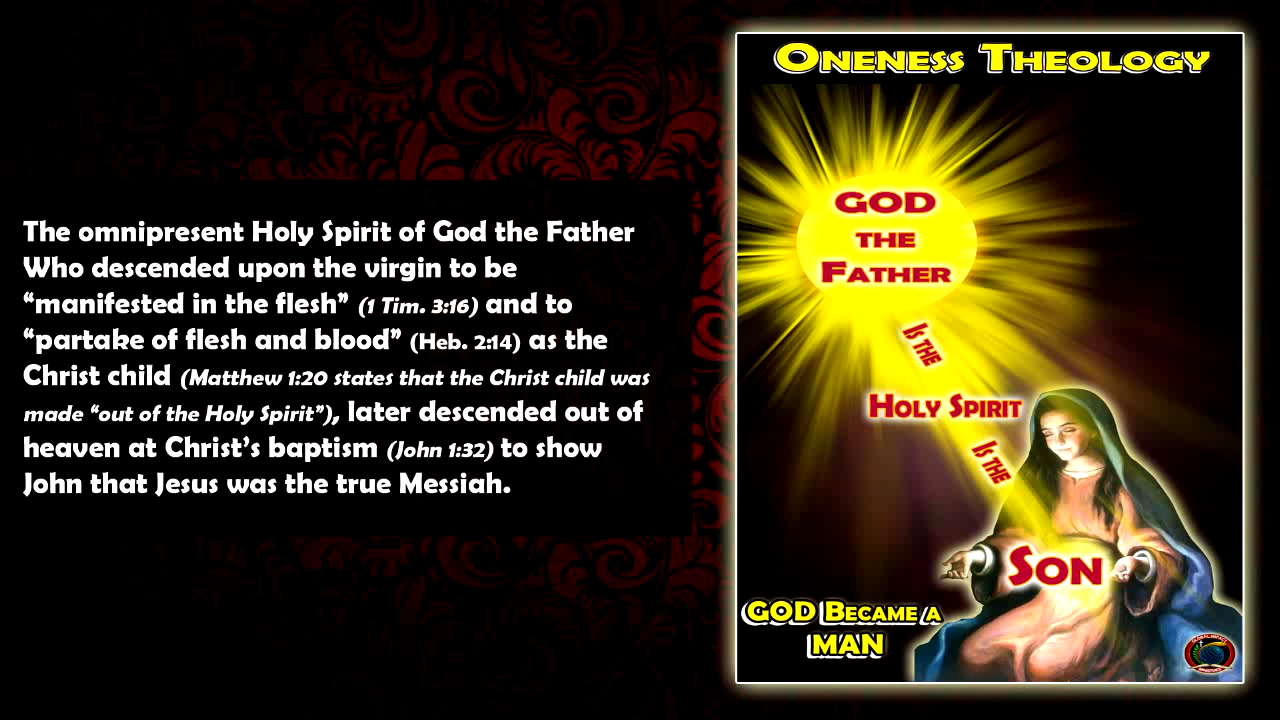 The omnipresent Holy Spirit of God the Father
Who descended upon the virgin to be
“manifested in the flesh” (1 Tim. 3:16) and to
“partake of flesh and blood” (Heb. 2:14) as the
Christ child (Matthew 1:20 states that the Christ child was
made “out of the Holy Spirit”), later descended out of
heaven at Christ’s baptism (John 1:32) to show
John that Jesus was the true Messiah.
ONENESS THEOLOGY
GOD
THE
FATHER
IS THE
HOLY SPIRIT
IS THE
SON
GOD BECAME A
MAN